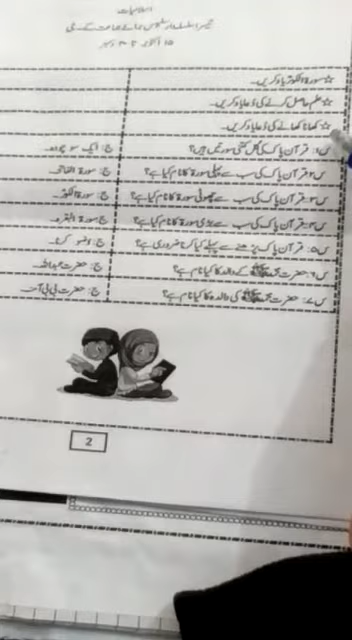 اسلامیات
☆ سورۃ الکوثر یاد کریں۔
☆ علم حاصل کرنے کی دعا یاد کریں۔
☆ کھانا کھانے کی دعا یاد کریں۔
س۱: قرآن پاک کی کل کتنی سورتیں ہیں؟ ج: ایک سو چودہ
س۲: قرآن پاک کی سب سے پہلی سورۃ کا نام کیا ہے؟ ج: سورۃ الفاتحہ
س۳: قرآن پاک کی سب سے چھوٹی سورۃ کا نام کیا ہے؟ ج: سورۃ الکوثر
س۴: قرآن پاک کی سب سے بڑی سورۃ کا نام کیا ہے؟ ج: سورۃ البقرہ
س۵: قرآن پاک پڑھنے سے پہلے کیا کرنا ضروری ہے؟ ج: وضو کرنا
س۶: حضرت محمد ﷺ کے والد کا کیا نام ہے؟ ج: حضرت عبداللہ
س۷: حضرت محمد ﷺ کی والدہ کا کیا نام ہے؟ ج: حضرت بی بی آمنہ
2